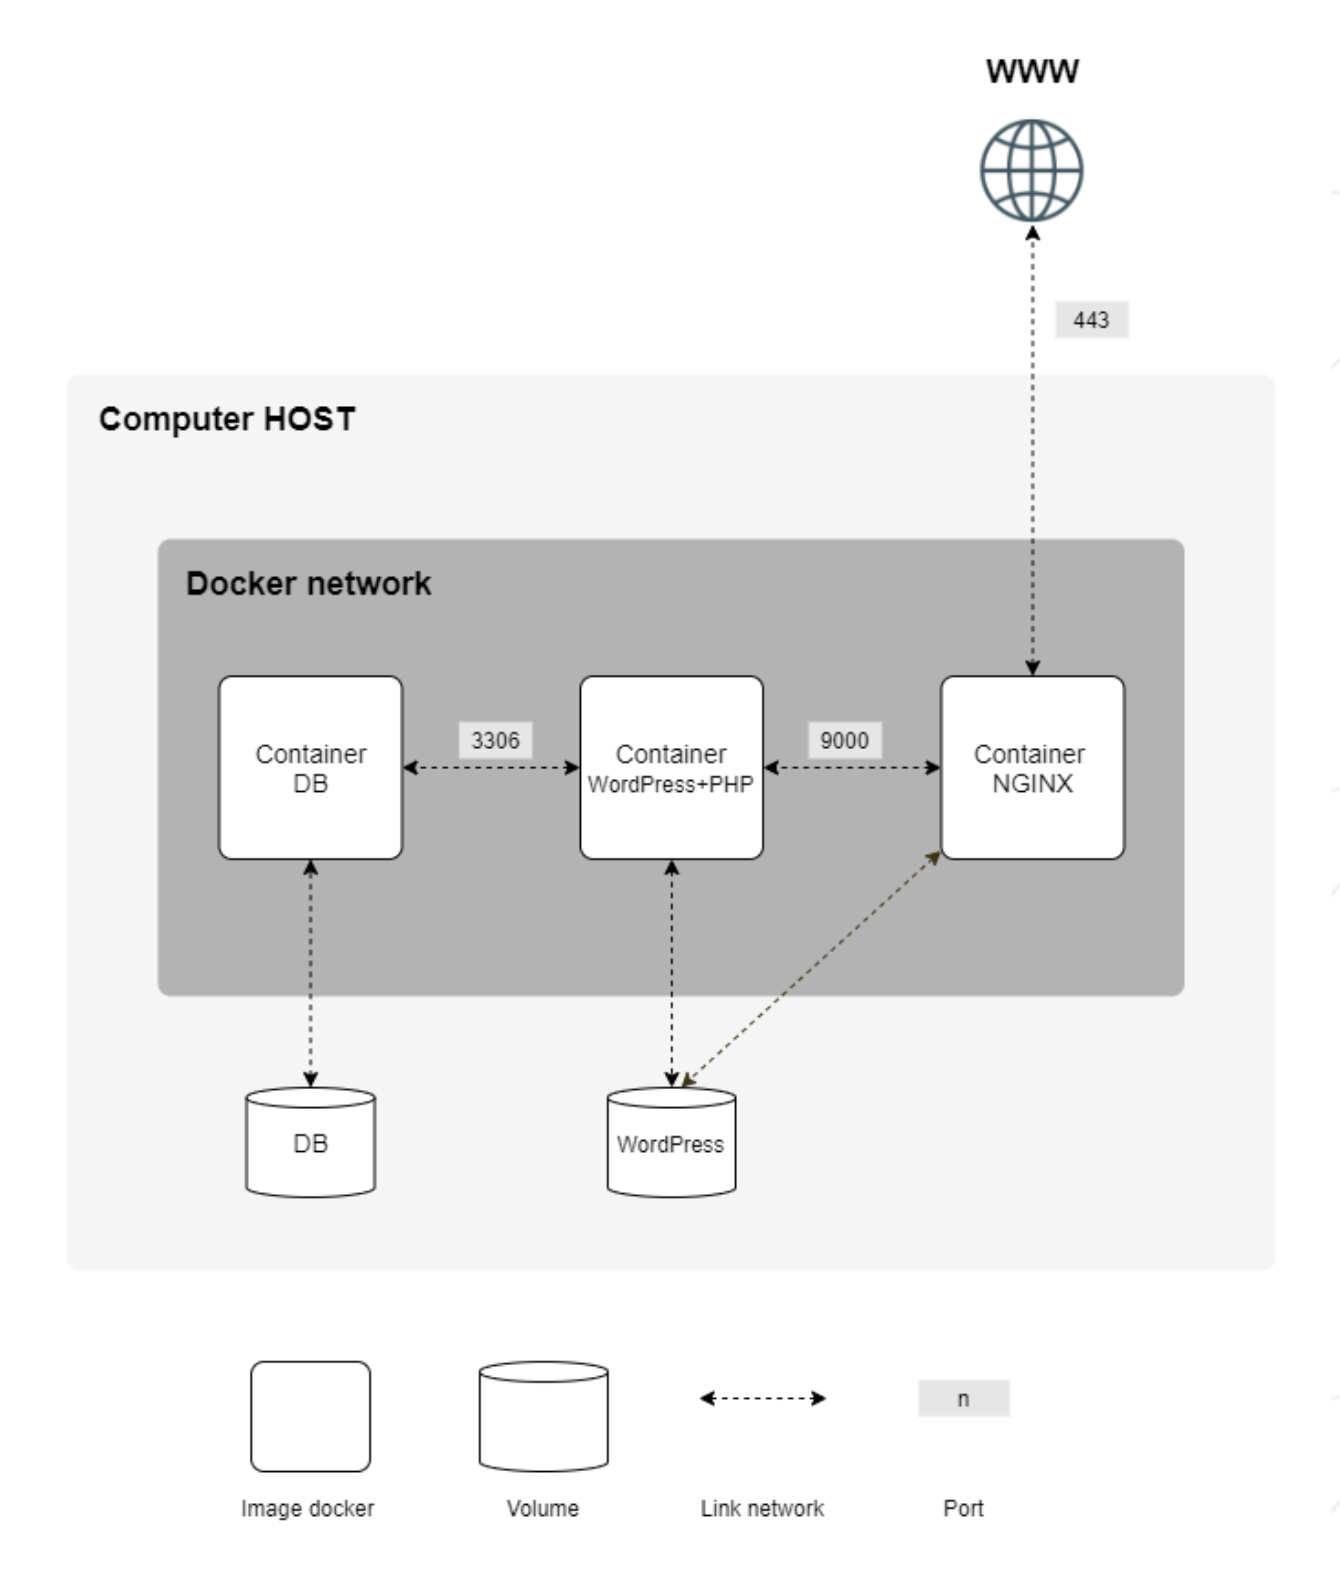 WWW
443
Computer HOST
Docker network
Container
DB
3306
Container
WordPress+PHP
9000
Container
NGINX
DB
WordPress
n
Image docker
Volume
Link network
Port